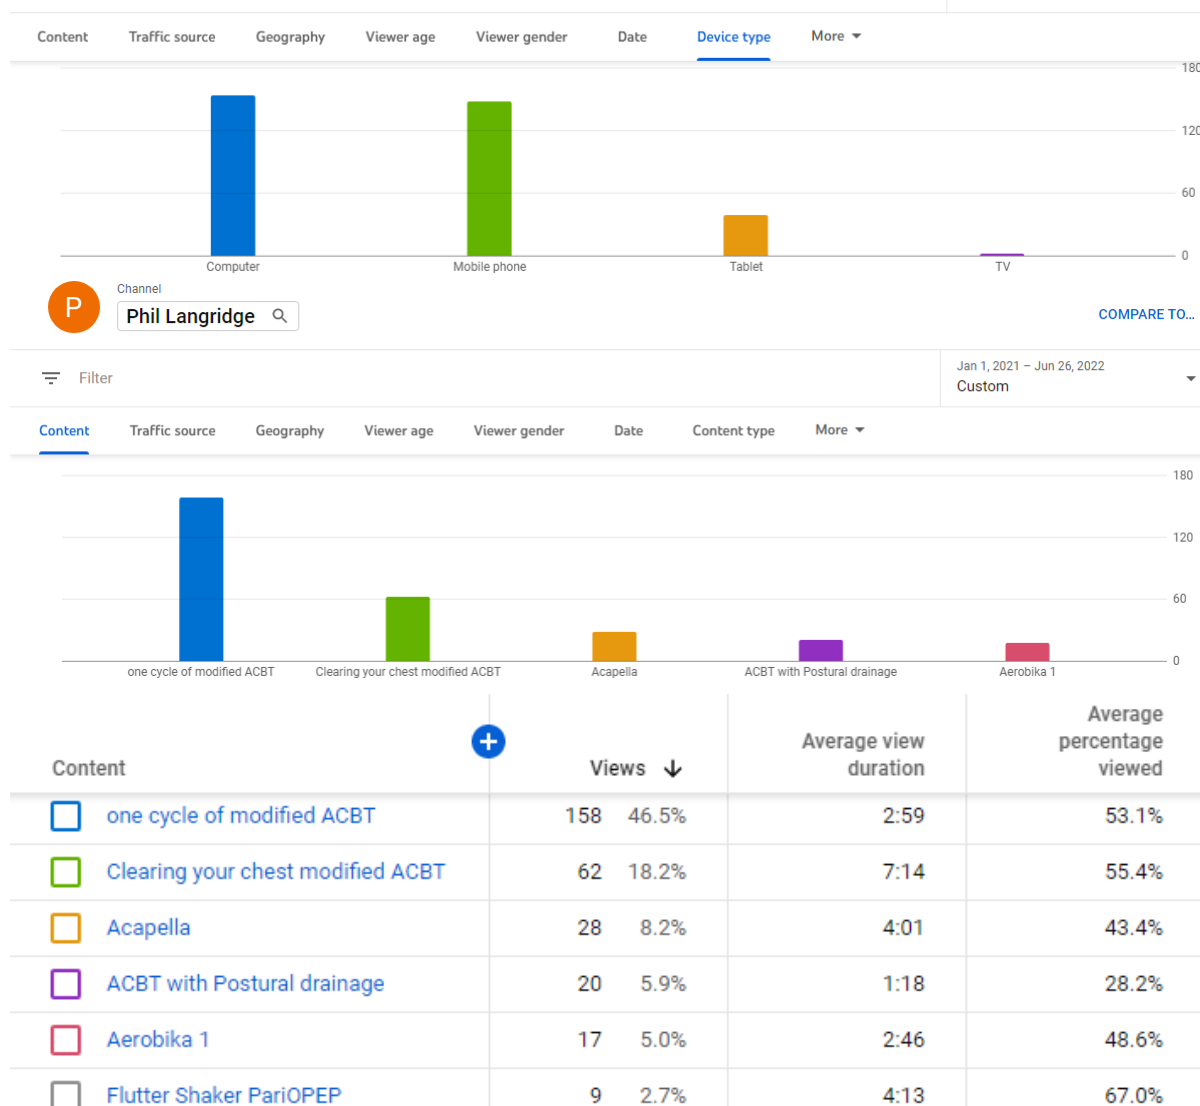 Content Traffic source Geography Viewer age Viewer gender Date Device type More
180
120
60
0
Computer Mobile phone Tablet TV
P
Channel
Phil Langridge
COMPARE TO...
Filter
Jan 1, 2021 – Jun 26, 2022
Custom
Content Traffic source Geography Viewer age Viewer gender Date Content type More
180
120
60
0
one cycle of modified ACBT Clearing your chest modified ACBT Acapella ACBT with Postural drainage Aerobika 1
Content Views Average view duration Average percentage viewed
one cycle of modified ACBT 158 46.5% 2:59 53.1%
Clearing your chest modified ACBT 62 18.2% 7:14 55.4%
Acapella 28 8.2% 4:01 43.4%
ACBT with Postural drainage 20 5.9% 1:18 28.2%
Aerobika 1 17 5.0% 2:46 48.6%
Flutter Shaker PariOPEP 9 2.7% 4:13 67.0%